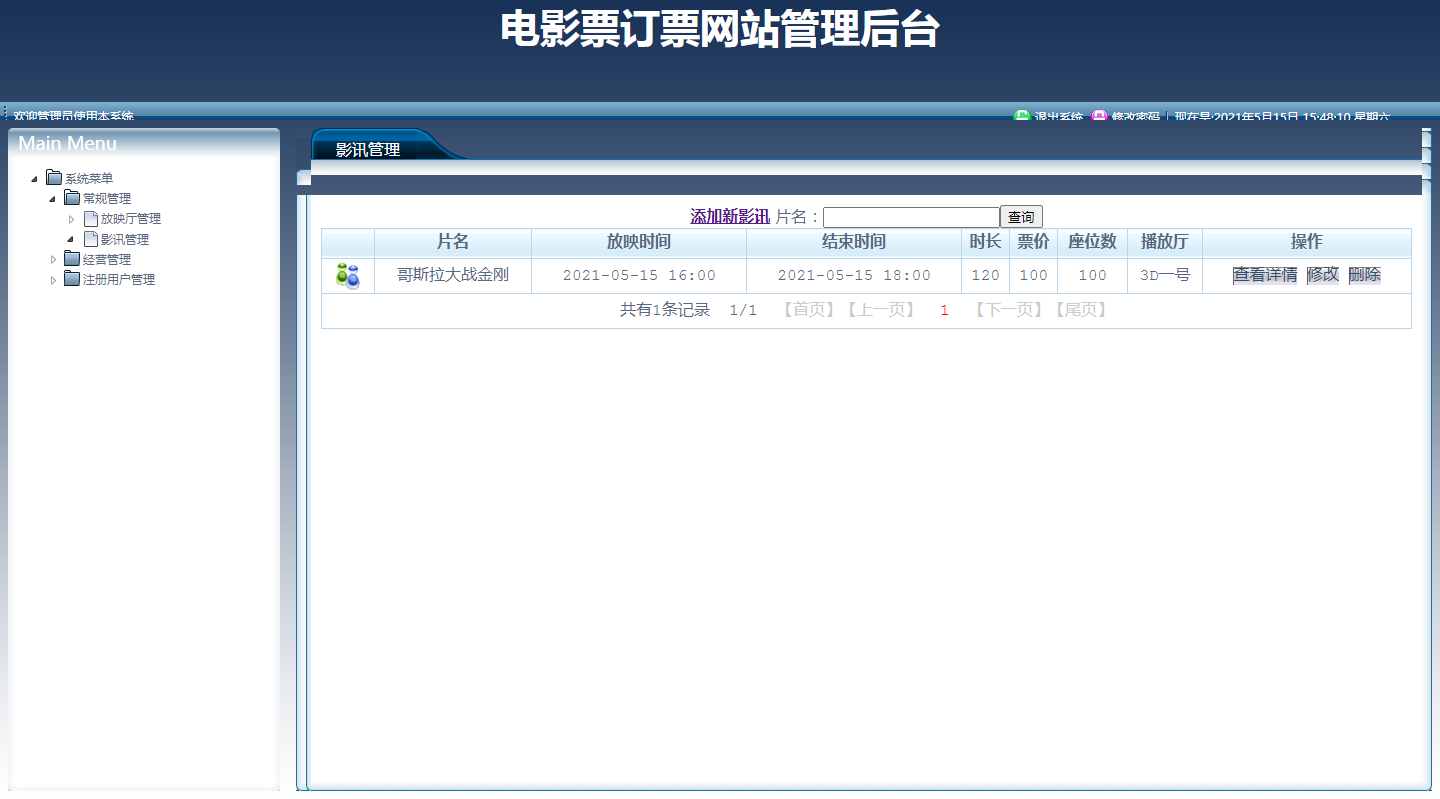 电影票订票网站管理后台
欢迎管理员使用本系统
退出系统 修改密码 | 现在是:2021年5月15日 15:48:10 星期六
Main Menu
系统菜单
常规管理
放映厅管理
影讯管理
经营管理
注册用户管理
影讯管理
添加新影讯 片名： 查询
片名 放映时间 结束时间 时长 票价 座位数 播放厅 操作
哥斯拉大战金刚 2021-05-15 16:00 2021-05-15 18:00 120 100 100 3D一号 查看详情 修改 删除
共有1条记录 1/1 【首页】【上一页】 1 【下一页】【尾页】